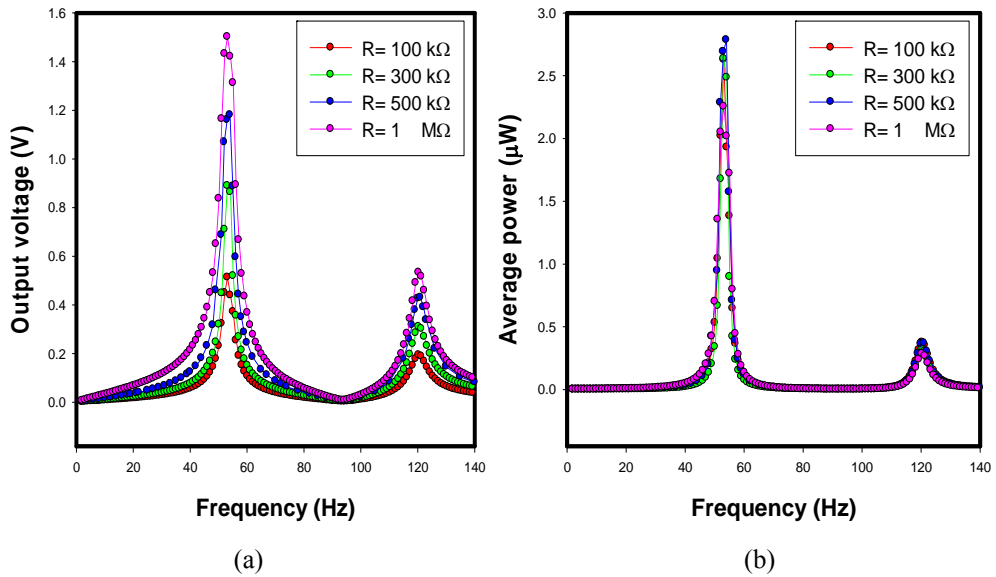 1.8
1.6
1.4
1.2
1.0
0.8
0.6
0.4
0.2
0.0
Output voltage (V)
R= 100 kΩ
R= 300 kΩ
R= 500 kΩ
R= 1 MΩ
0 20 40 60 80 100 120 140
Frequency (Hz)
(a)
3.0
2.5
2.0
1.5
1.0
0.5
0.0
Average power (μW)
R= 100 kΩ
R= 300 kΩ
R= 500 kΩ
R= 1 MΩ
0 20 40 60 80 100 120 140
Frequency (Hz)
(b)